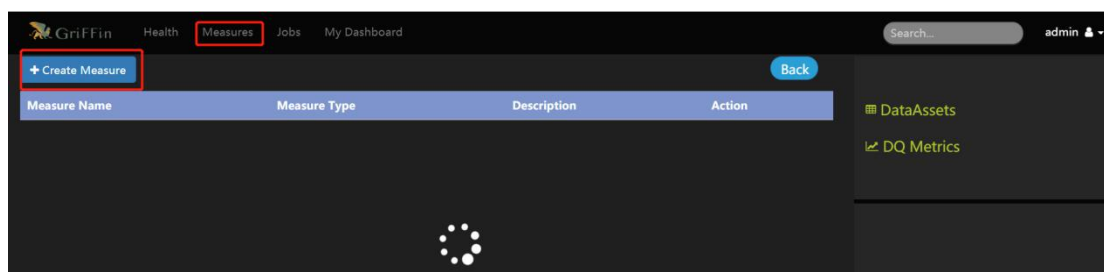 GriFFin Health Measures Jobs My Dashboard Search... admin
+ Create Measure Back
Measure Name Measure Type Description Action
DataAssets
DQ Metrics